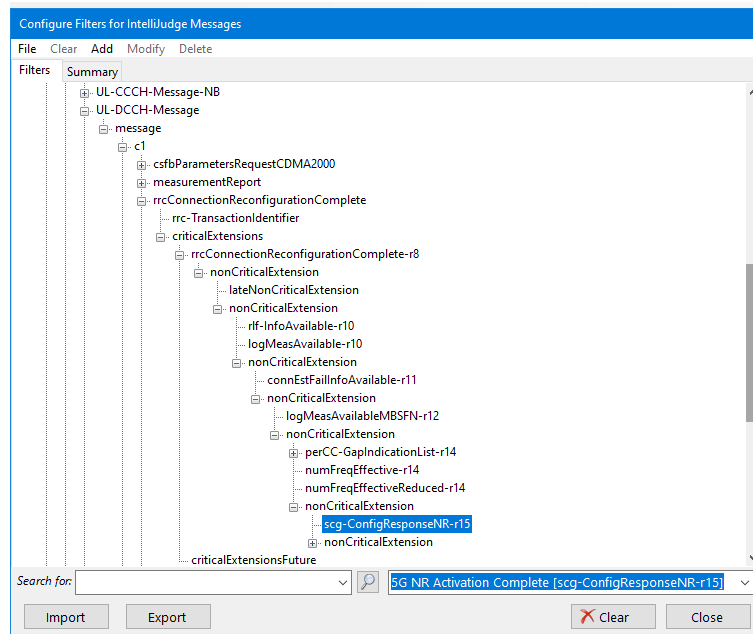 Configure Filters for IntelliJudge Messages
File Clear Add Modify Delete
Filters Summary
UL-CCCH-Message-NB
UL-DCCH-Message
message
c1
csfbParametersRequestCDMA2000
measurementReport
rrcConnectionReconfigurationComplete
rrc-TransactionIdentifier
criticalExtensions
rrcConnectionReconfigurationComplete-r8
nonCriticalExtension
lateNonCriticalExtension
nonCriticalExtension
rlf-InfoAvailable-r10
logMeasAvailable-r10
nonCriticalExtension
connEstFailInfoAvailable-r11
nonCriticalExtension
logMeasAvailableMBSFN-r12
nonCriticalExtension
perCC-GapIndicationList-r14
numFreqEffective-r14
numFreqEffectiveReduced-r14
nonCriticalExtension
scg-ConfigResponseNR-r15
nonCriticalExtension
criticalExtensionsFuture
Search for: 5G NR Activation Complete [scg-ConfigResponseNR-r15]
Import Export Clear Close